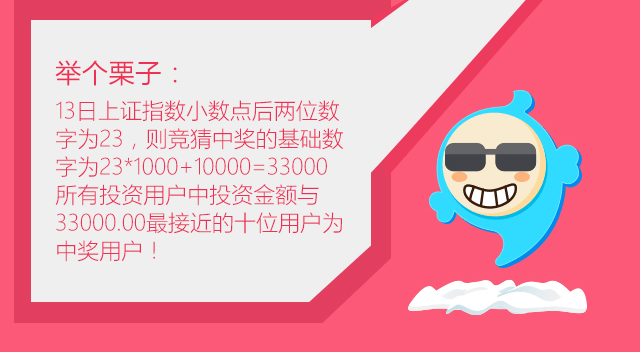 举个栗子：
13日上证指数小数点后两位数
字为23，则竞猜中奖的基础数
字为23*1000+10000=33000
所有投资用户中投资金额与
33000.00最接近的十位用户为
中奖用户！